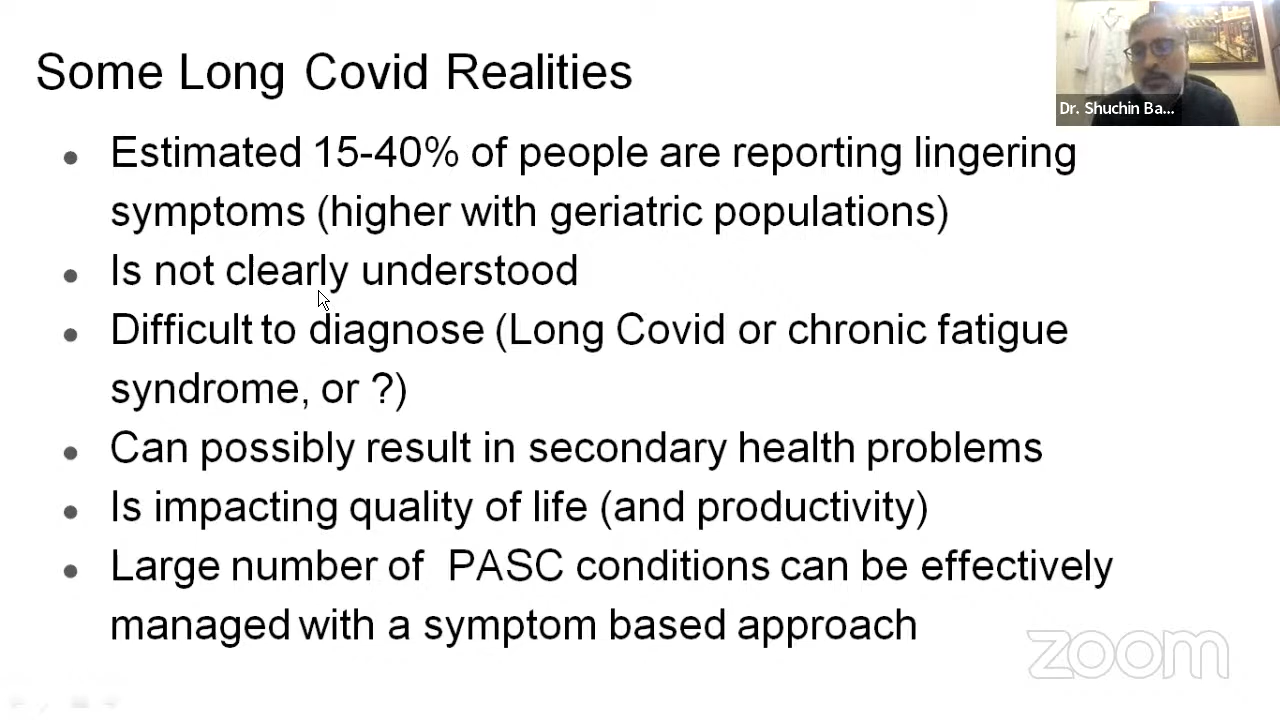 Some Long Covid Realities
Dr. Shuchin Ba...
• Estimated 15-40% of people are reporting lingering
symptoms (higher with geriatric populations)
• Is not clearly understood
• Difficult to diagnose (Long Covid or chronic fatigue
syndrome, or ?)
• Can possibly result in secondary health problems
• Is impacting quality of life (and productivity)
• Large number of  PASC conditions can be effectively
managed with a symptom based approach
zoom